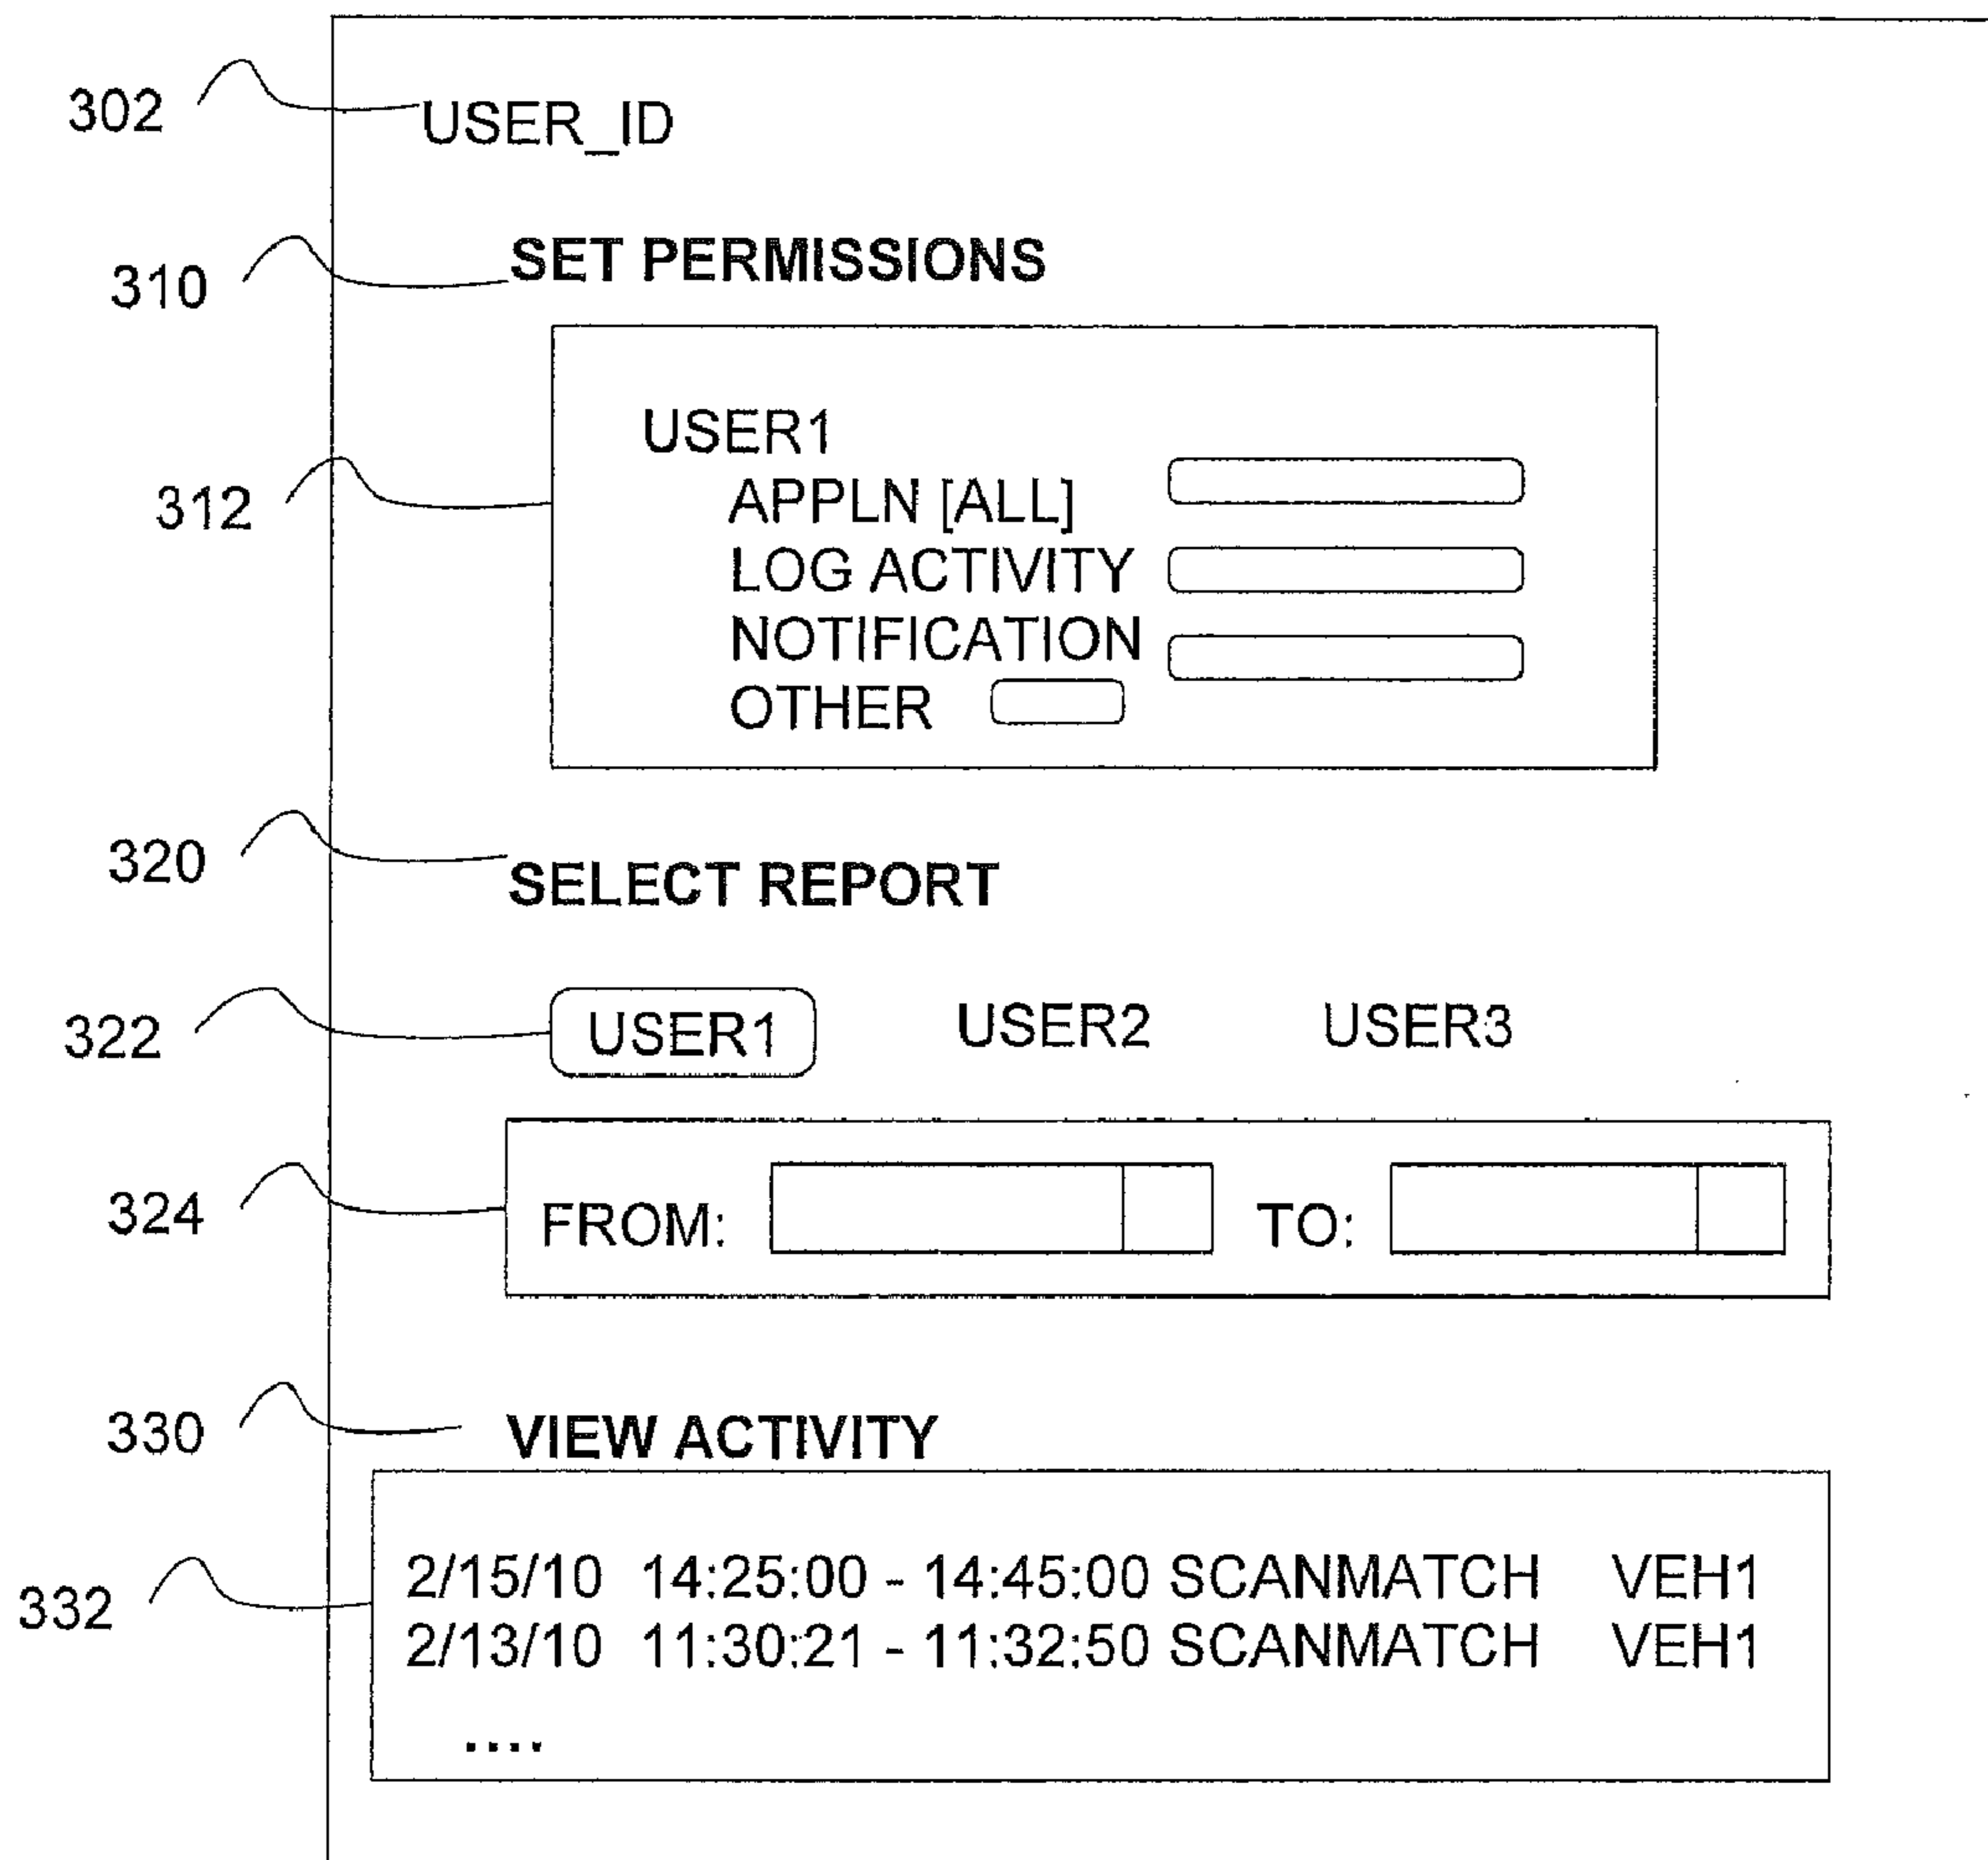 302 USER_ID
310 SET PERMISSIONS
USER1
312 APPLN [ALL]
LOG ACTIVITY
NOTIFICATION
OTHER
320 SELECT REPORT
322 USER1 USER2 USER3
324 FROM: TO:
330 VIEW ACTIVITY
2/15/10 14:25:00 - 14:45:00 SCANMATCH VEH1
332 2/13/10 11:30:21 - 11:32:50 SCANMATCH VEH1
....